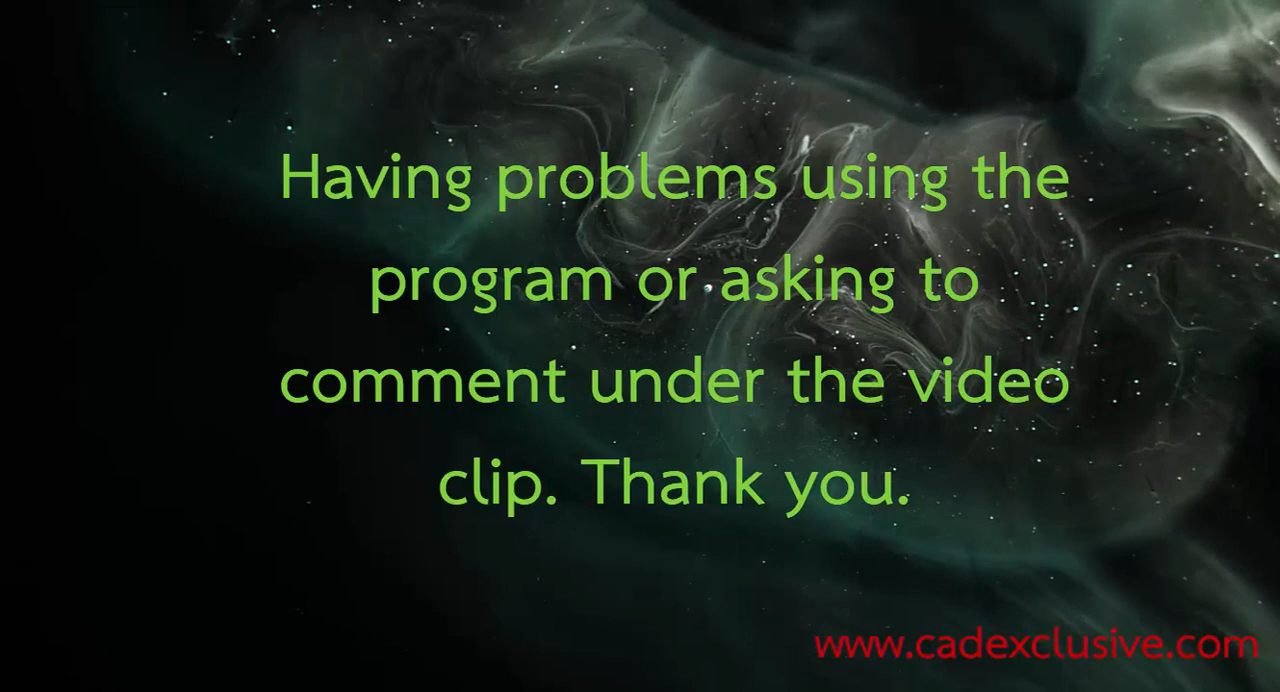 Having problems using the
program or asking to
comment under the video
clip. Thank you.
www.cadexclusive.com